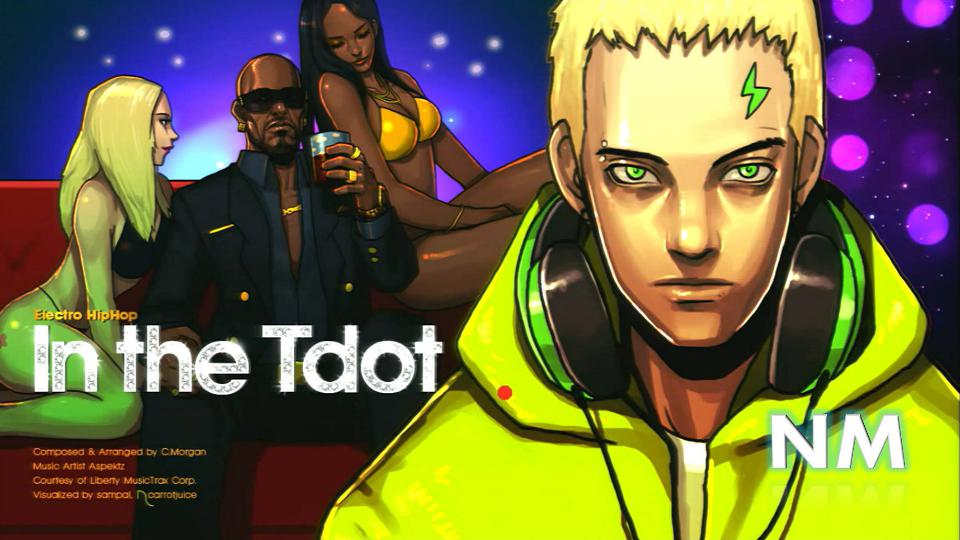 Electro HipHop
In the Tdot
Composed & Arranged by C.Morgan
Music Artist Aspektz
Courtesy of Liberty MusicTrax Corp.
Visualized by sampal, carrotjuice
NM